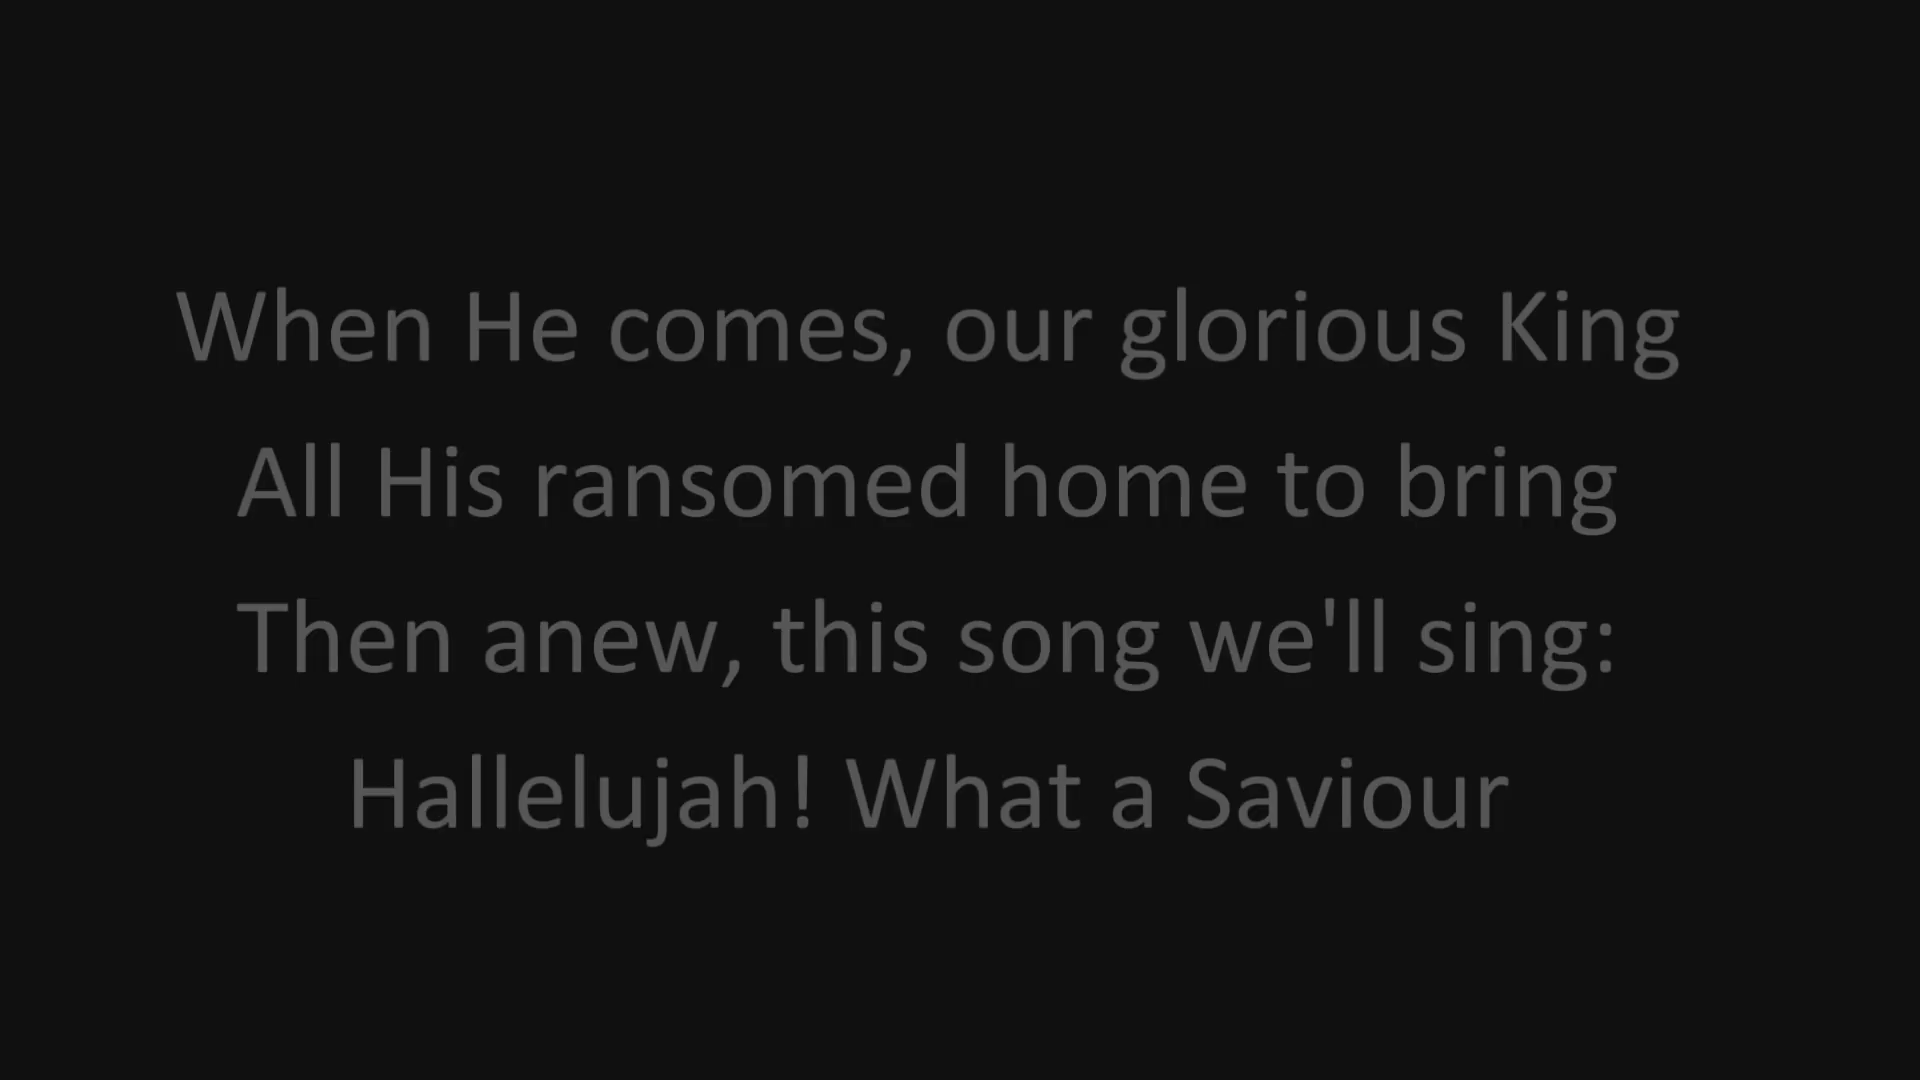 When He comes, our glorious King
All His ransomed home to bring
Then anew, this song we'll sing:
Hallelujah! What a Saviour